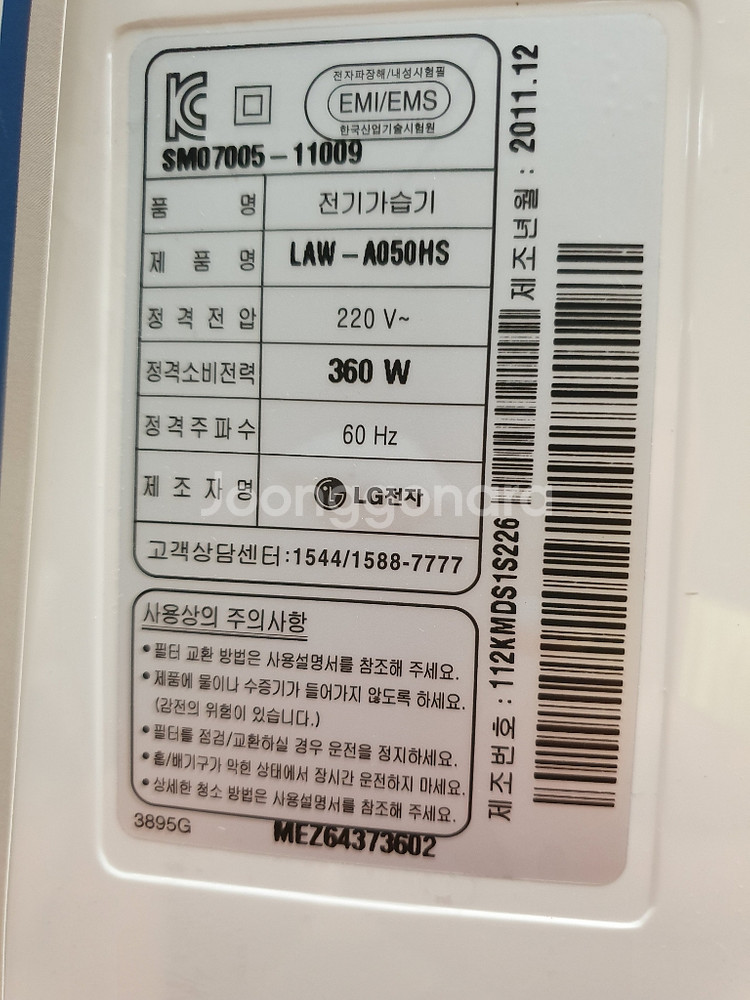 KC
전자파장해/내성시험필
EMI/EMS
한국산업기술시험원
SM07005-11009
품 명 전기가습기
제 품 명 LAW-A050HS
정격전압 220 V~
정격소비전력 360 W
정격주파수 60 Hz
제조자명 LG전자
고객상담센터:1544/1588-7777
사용상의 주의사항
• 필터 교환 방법은 사용설명서를 참조해 주세요.
• 제품에 물이나 수증기가 들어가지 않도록 하세요.
(감전의 위험이 있습니다.)
• 필터를 점검/교환하실 경우 운전을 정지하세요.
• 흡/배기구가 막힌 상태에서 장시간 운전하지 마세요.
• 상세한 청소 방법은 사용설명서를 참조해 주세요.
3895G
MEZ64373602
제조번호 : 112KMDS1S226
제조년월 : 2011.12
Joonggonara